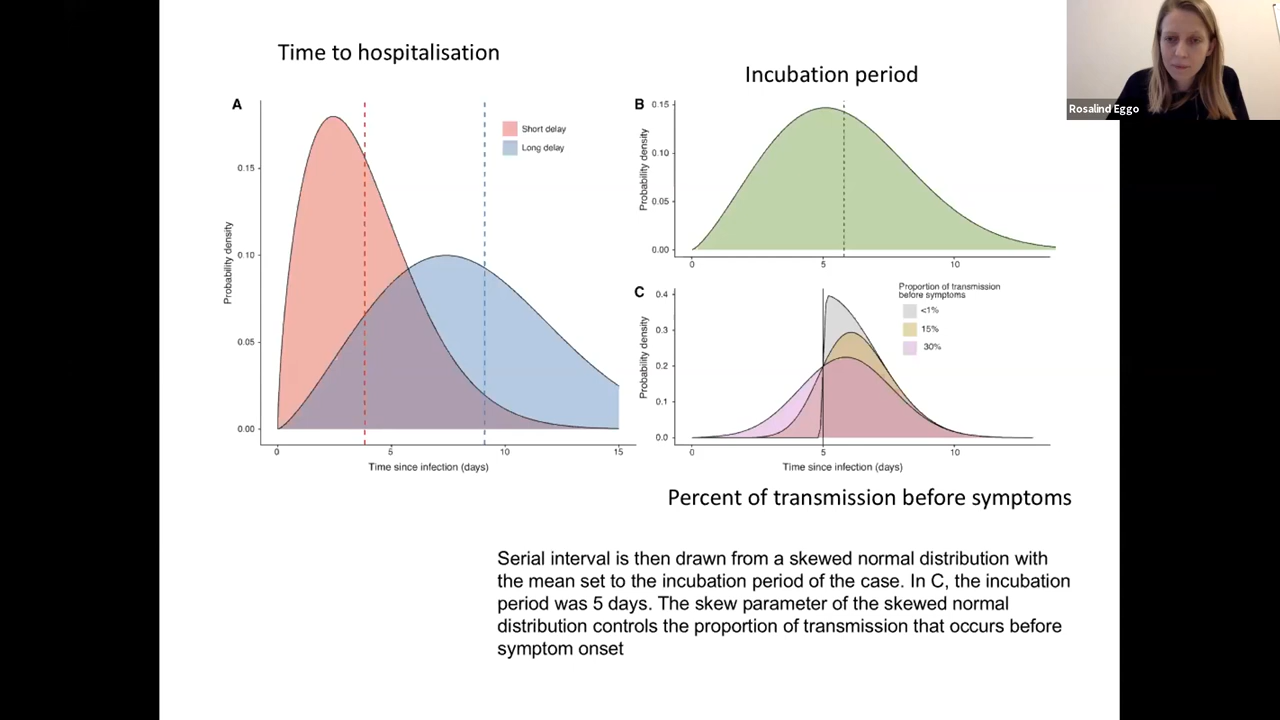 Time to hospitalisation
Incubation period
Rosalind Eggo
A
Short delay
Long delay
Probability density
0.15
0.10
0.05
0.00
0
5
10
15
Time since infection (days)
B
Probability density
0.15
0.10
0.05
0.00
0
5
10
C
Proportion of transmission
before symptoms
<1%
15%
30%
Probability density
0.4
0.3
0.2
0.1
0.0
0
5
10
Time since infection (days)
Percent of transmission before symptoms
Serial interval is then drawn from a skewed normal distribution with
the mean set to the incubation period of the case. In C, the incubation
period was 5 days. The skew parameter of the skewed normal
distribution controls the proportion of transmission that occurs before
symptom onset